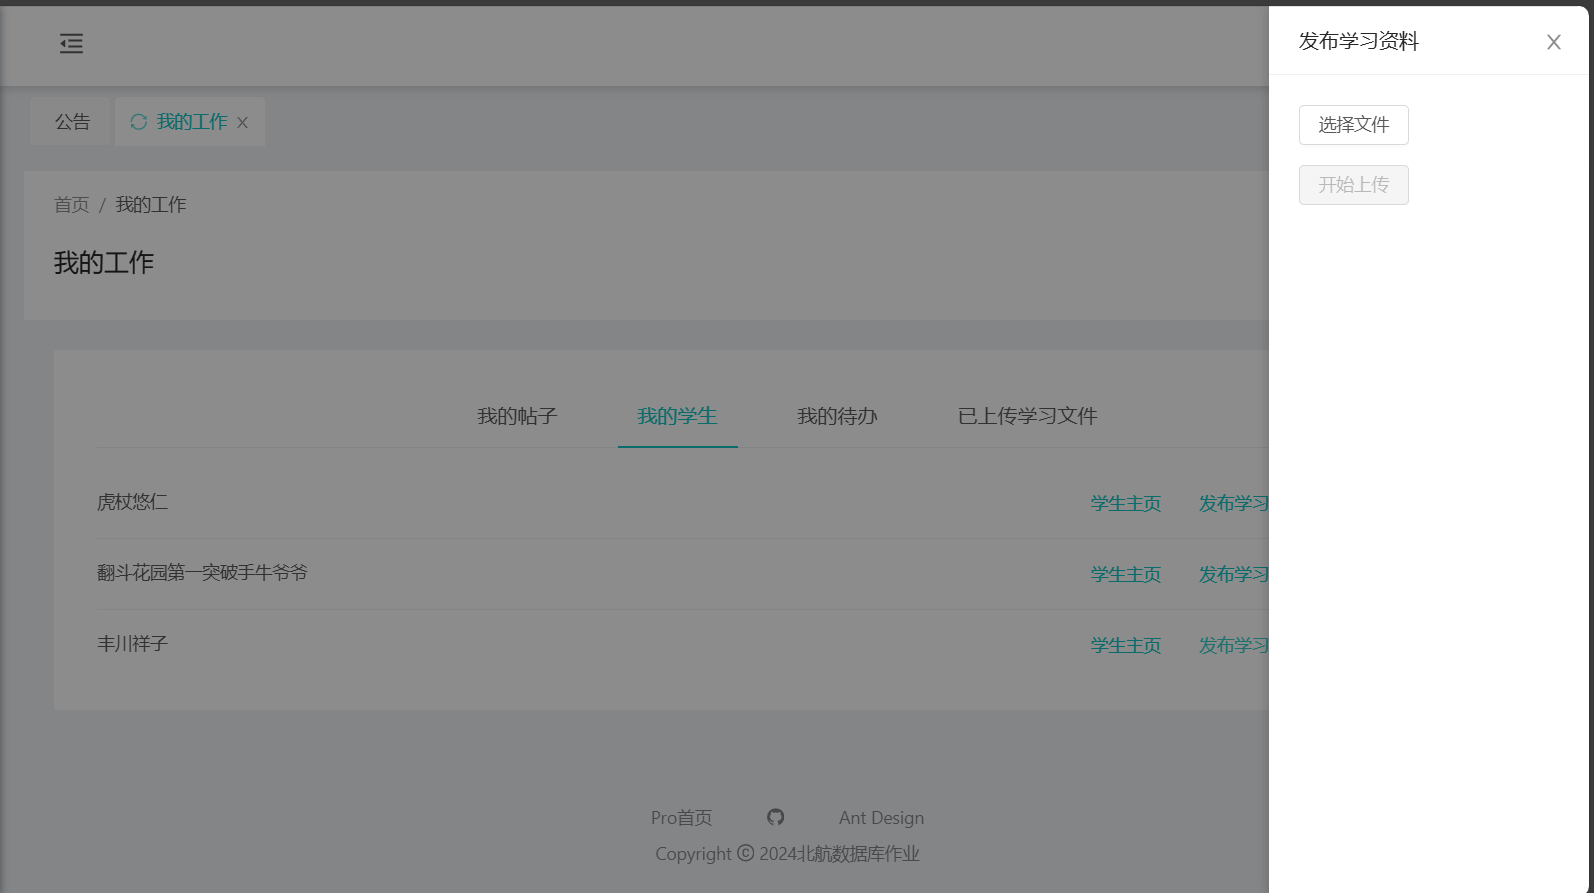 发布学习资料
公告 我的工作
选择文件
开始上传
首页 / 我的工作
我的工作
我的帖子 我的学生 我的待办 已上传学习文件
虎杖悠仁 学生主页 发布学习
翻斗花园第一突破手牛爷爷 学生主页 发布学习
丰川祥子 学生主页 发布学习
Pro首页 Ant Design
Copyright © 2024北航数据库作业